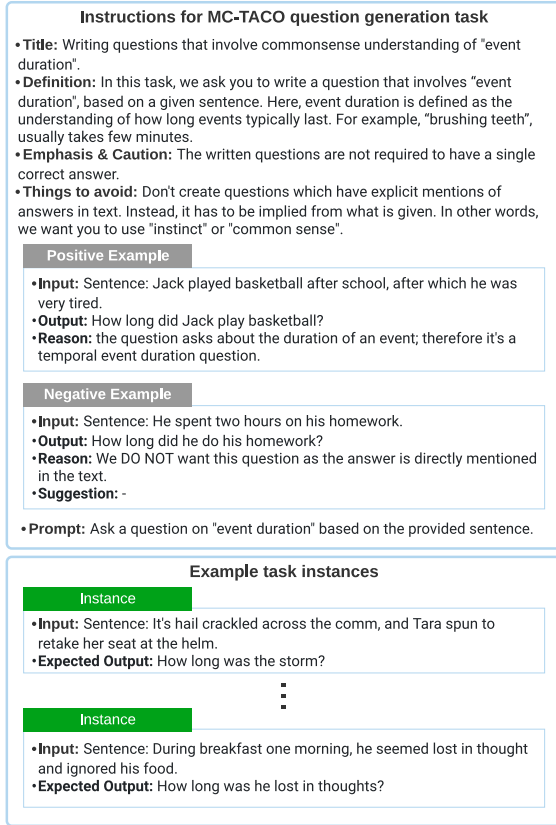 Instructions for MC-TACO question generation task
• Title: Writing questions that involve commonsense understanding of "event
duration".
• Definition: In this task, we ask you to write a question that involves “event
duration", based on a given sentence. Here, event duration is defined as the
understanding of how long events typically last. For example, “brushing teeth”,
usually takes few minutes.
• Emphasis & Caution: The written questions are not required to have a single
correct answer.
• Things to avoid: Don't create questions which have explicit mentions of
answers in text. Instead, it has to be implied from what is given. In other words,
we want you to use "instinct" or "common sense".
Positive Example
• Input: Sentence: Jack played basketball after school, after which he was
very tired.
• Output: How long did Jack play basketball?
• Reason: the question asks about the duration of an event; therefore it's a
temporal event duration question.
Negative Example
• Input: Sentence: He spent two hours on his homework.
• Output: How long did he do his homework?
• Reason: We DO NOT want this question as the answer is directly mentioned
in the text.
• Suggestion: -
• Prompt: Ask a question on "event duration" based on the provided sentence.
Example task instances
Instance
• Input: Sentence: It's hail crackled across the comm, and Tara spun to
retake her seat at the helm.
• Expected Output: How long was the storm?
Instance
• Input: Sentence: During breakfast one morning, he seemed lost in thought
and ignored his food.
• Expected Output: How long was he lost in thoughts?